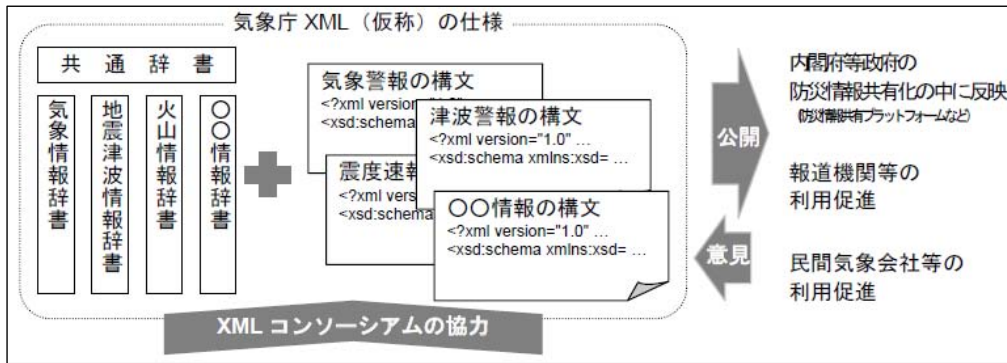 気象庁 XML（仮称）の仕様
共通辞書
気象情報辞書
地震津波情報辞書
火山情報辞書
〇〇情報辞書
気象警報の構文
<?xml version=
<xsd:schema
津波警報の構文
<?xml version="1.0" ...
<xsd:schema xmlns:xsd= ...
震度速報
<?xml vers
<xsd:schema
〇〇情報の構文
<?xml version="1.0" ...
<xsd:schema xmlns:xsd= ...
XML コンソーシアムの協力
公開
意見
内閣府等政府の
防災情報共有化の中に反映
（防災情報共有プラットフォームなど）
報道機関等の
利用促進
民間気象会社等の
利用促進